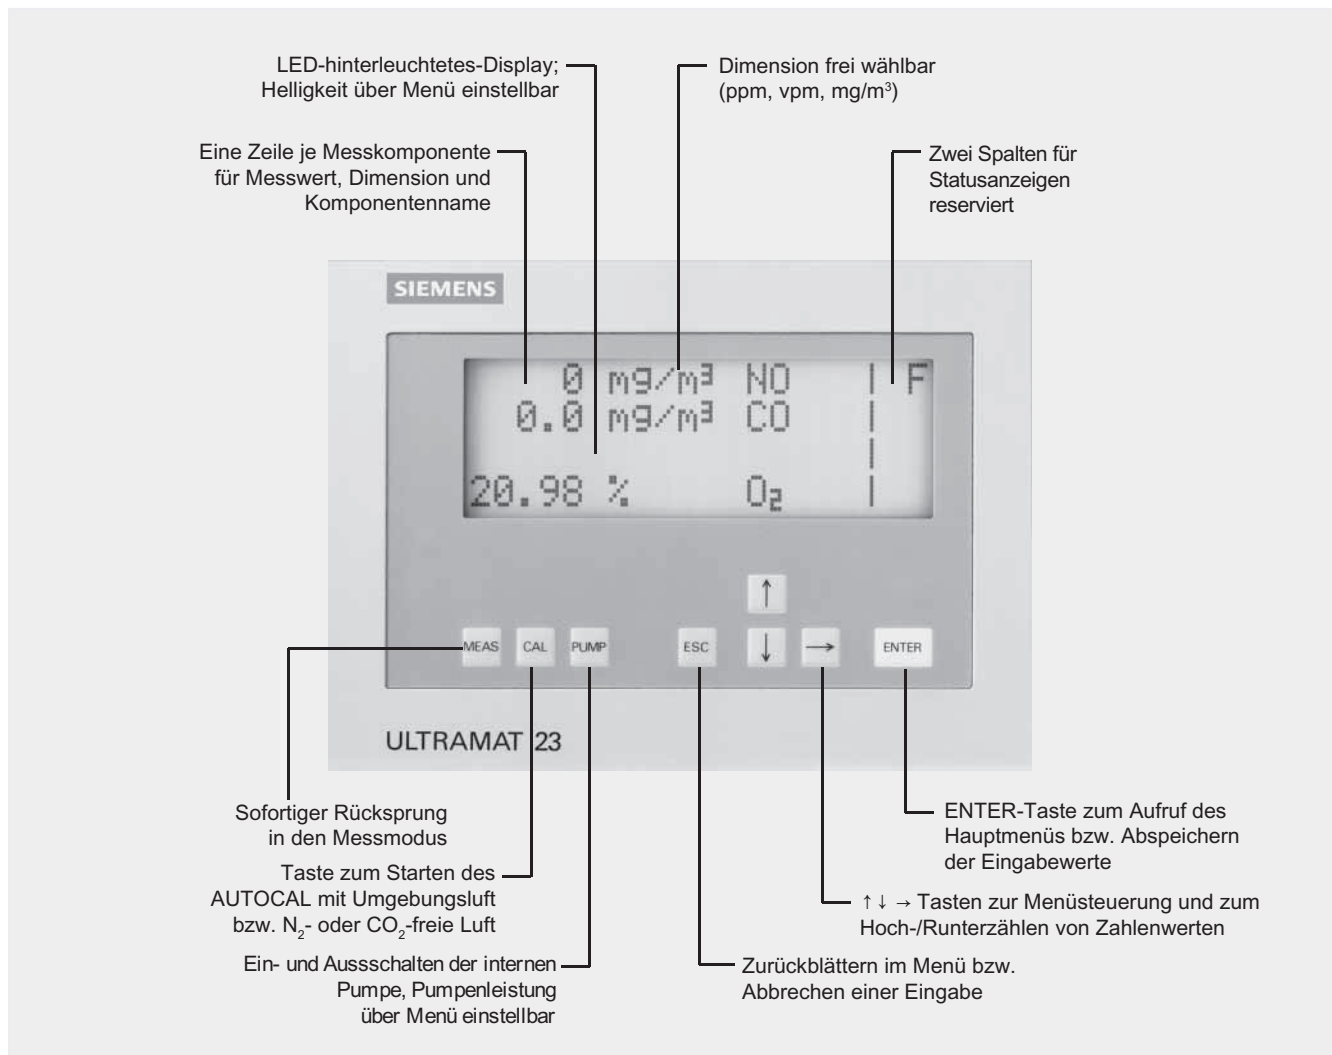 LED-hinterleuchtetes-Display;
Helligkeit über Menü einstellbar
Dimension frei wählbar
(ppm, vpm, mg/m³)
Eine Zeile je Messkomponente
für Messwert, Dimension und
Komponentenname
Zwei Spalten für
Statusanzeigen
reserviert
SIEMENS
0 mg/m³ NO | F
0.0 mg/m³ CO |
|
20.98 % O₂ |
↑
MEAS CAL PUMP ESC ↓ → ENTER
ULTRAMAT 23
Sofortiger Rücksprung
in den Messmodus
Taste zum Starten des
AUTOCAL mit Umgebungsluft
bzw. N₂- oder CO₂-freie Luft
Ein- und Aussschalten der internen
Pumpe, Pumpenleistung
über Menü einstellbar
ENTER-Taste zum Aufruf des
Hauptmenüs bzw. Abspeichern
der Eingabewerte
↑ ↓ → Tasten zur Menüsteuerung und zum
Hoch-/Runterzählen von Zahlenwerten
Zurückblättern im Menü bzw.
Abbrechen einer Eingabe